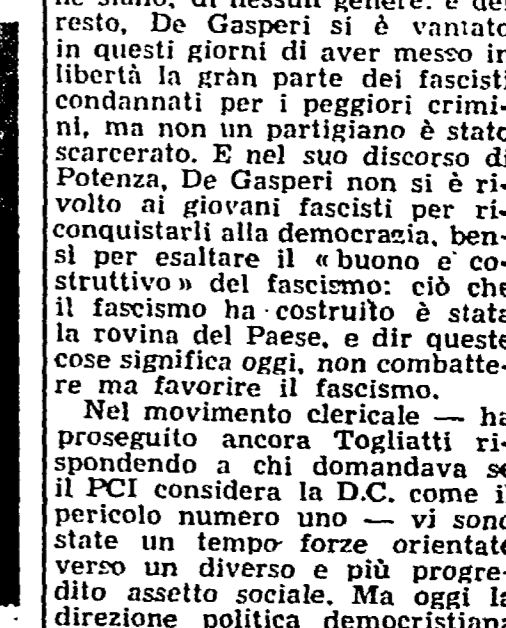 ne siano, di nessun genere. e del
resto, De Gasperi si è vantato
in questi giorni di aver messo in
libertà la gran parte dei fascisti
condannati per i peggiori crimi-
ni, ma non un partigiano è stato
scarcerato. E nel suo discorso di
Potenza, De Gasperi non si è ri-
volto ai giovani fascisti per ri-
conquistarli alla democrazia, ben-
sì per esaltare il « buono e co-
struttivo » del fascismo: ciò che
il fascismo ha costruito è stata
la rovina del Paese, e dir queste
cose significa oggi, non combatte-
re ma favorire il fascismo.
Nel movimento clericale — ha
proseguito ancora Togliatti ri-
spondendo a chi domandava se
il PCI considera la D.C. come il
pericolo numero uno — vi sono
state un tempo forze orientate
verso un diverso e più progre-
dito assetto sociale. Ma oggi la
direzione politica democristiana